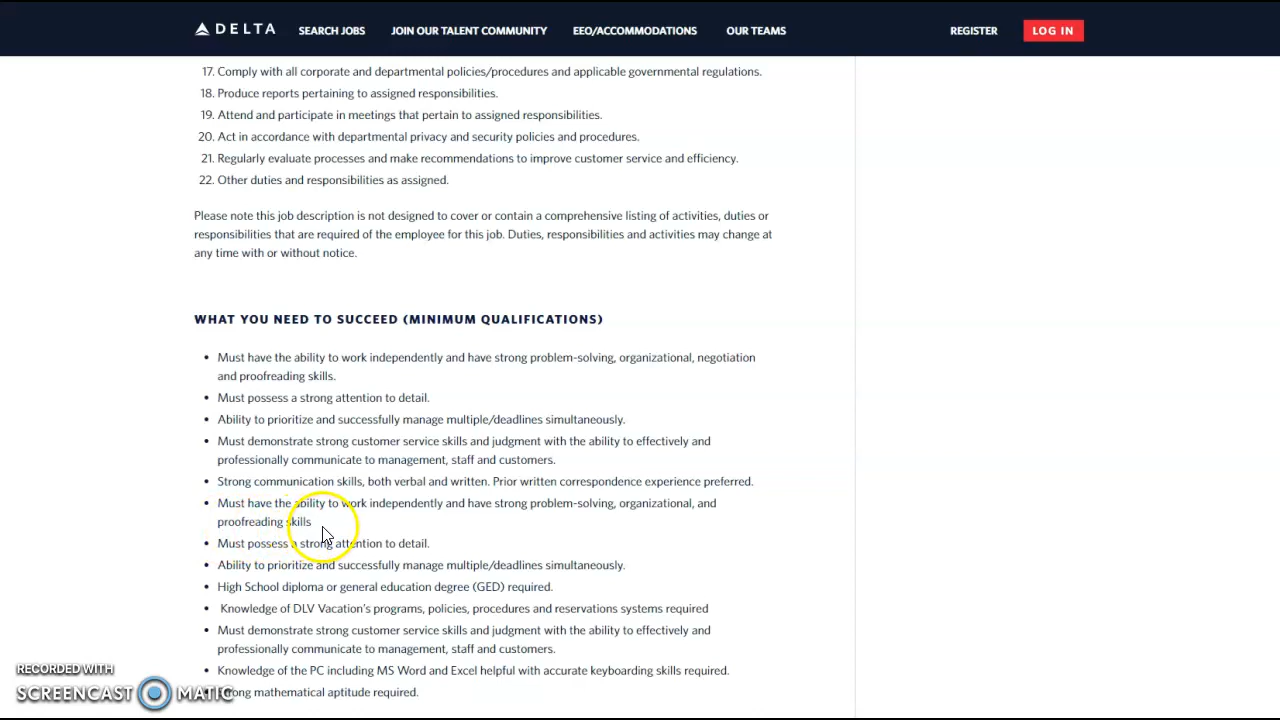 DELTA SEARCH JOBS JOIN OUR TALENT COMMUNITY EEO/ACCOMMODATIONS OUR TEAMS REGISTER LOG IN
17. Comply with all corporate and departmental policies/procedures and applicable governmental regulations.
18. Produce reports pertaining to assigned responsibilities.
19. Attend and participate in meetings that pertain to assigned responsibilities.
20. Act in accordance with departmental privacy and security policies and procedures.
21. Regularly evaluate processes and make recommendations to improve customer service and efficiency.
22. Other duties and responsibilities as assigned.
Please note this job description is not designed to cover or contain a comprehensive listing of activities, duties or
responsibilities that are required of the employee for this job. Duties, responsibilities and activities may change at
any time with or without notice.
WHAT YOU NEED TO SUCCEED (MINIMUM QUALIFICATIONS)
• Must have the ability to work independently and have strong problem-solving, organizational, negotiation
and proofreading skills.
• Must possess a strong attention to detail.
• Ability to prioritize and successfully manage multiple/deadlines simultaneously.
• Must demonstrate strong customer service skills and judgment with the ability to effectively and
professionally communicate to management, staff and customers.
• Strong communication skills, both verbal and written. Prior written correspondence experience preferred.
• Must have the ability to work independently and have strong problem-solving, organizational, and
proofreading skills
• Must possess a strong attention to detail.
• Ability to prioritize and successfully manage multiple/deadlines simultaneously.
• High School diploma or general education degree (GED) required.
• Knowledge of DLV Vacation's programs, policies, procedures and reservations systems required
• Must demonstrate strong customer service skills and judgment with the ability to effectively and
professionally communicate to management, staff and customers.
• Knowledge of the PC including MS Word and Excel helpful with accurate keyboarding skills required.
mathematical aptitude required.
RECORDED WITH
SCREENCAST MATIC